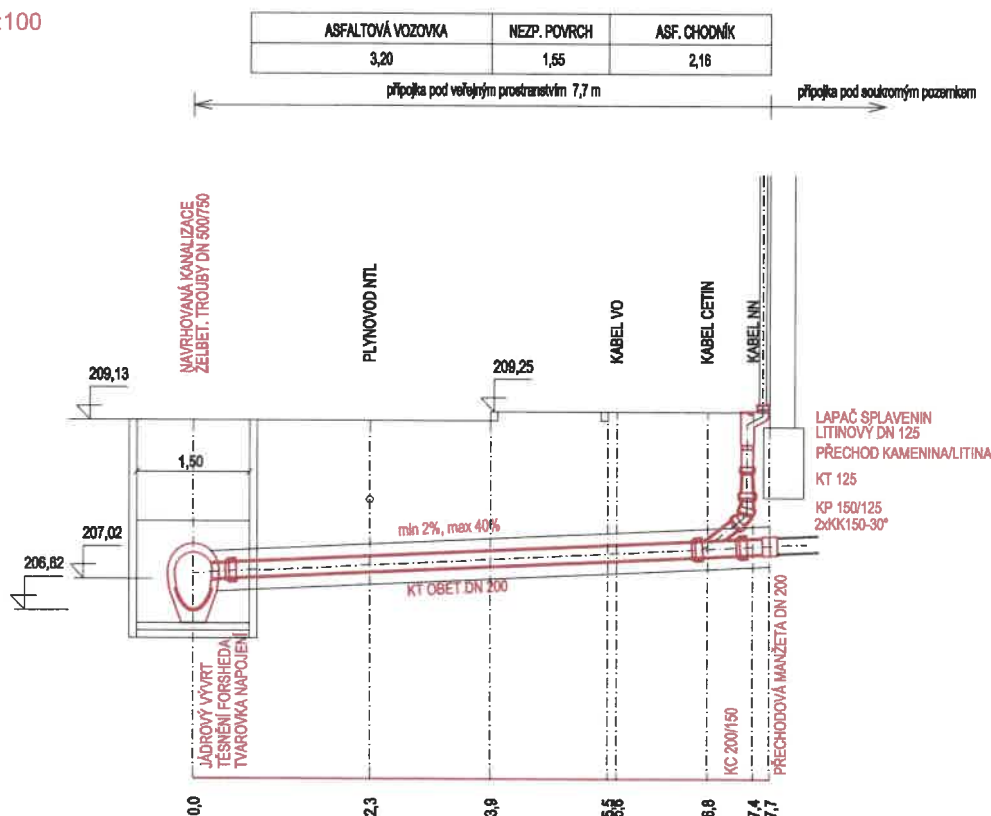 :100
ASFALTOVÁ VOZOVKA NEZP. POVRCH ASF. CHODNÍK
3,20 1,55 2,16
přípojka pod veřejným prostranstvím 7,7 m
přípojka pod soukromým pozemkem
NAVRHOVANÁ KANALIZACE
ŽELBET. TROUBY DN 500/750
PLYNOVOD NTL
KABEL VO
KABEL CETIN
KABEL NN
209,13
209,25
1,50
207,02
206,62
min 2%, max 40%
KT OBET DN 200
LAPAČ SPLAVENIN
LITINOVÝ DN 125
PŘECHOD KAMENINA/LITINA
KT 125
KP 150/125
2xKK150-30°
JÁDROVÝ VÝVRT
TĚSNĚNÍ FORSHEDA
TVAROVKA NAPOJENÍ
KC 200/150
PŘECHODOVÁ MANŽETA DN 200
0,0
2,3
3,9
5,5
6,8
7,4
7,7